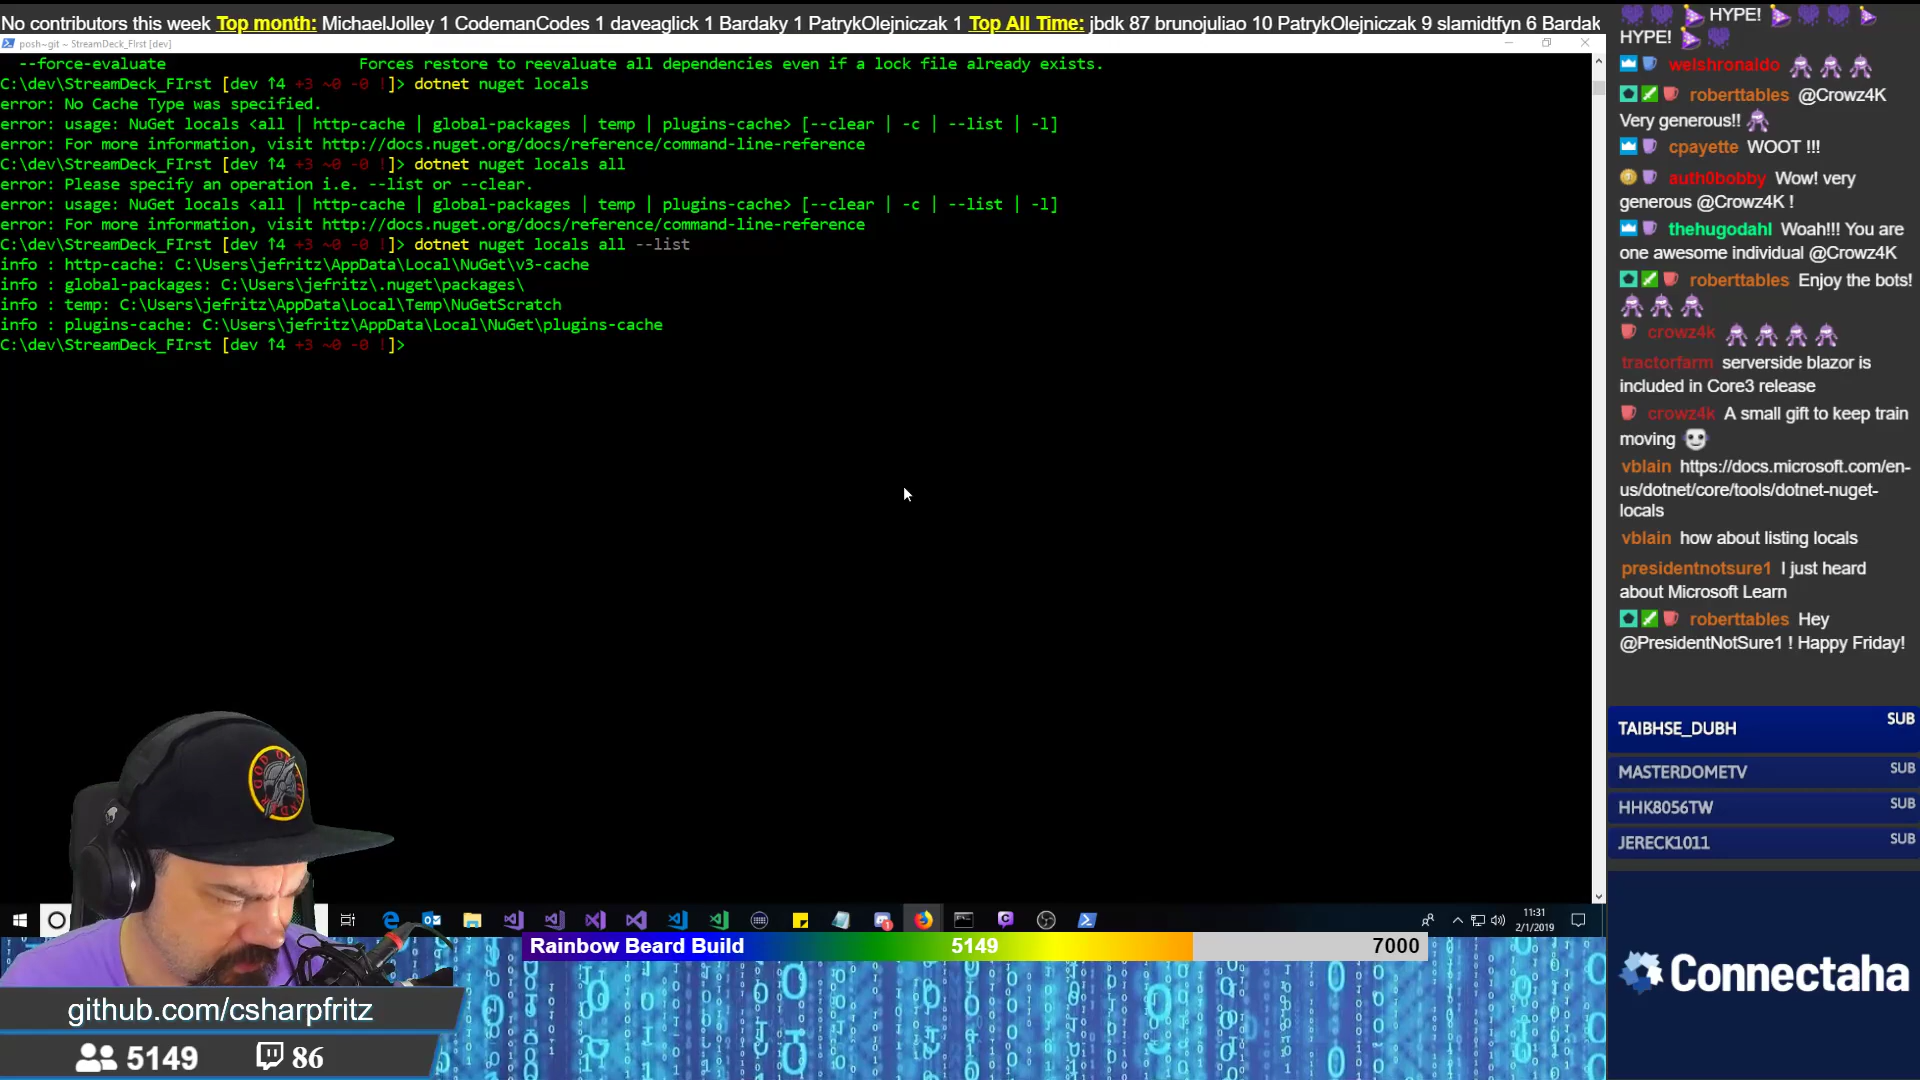 No contributors this week Top month: MichaelJolley 1 CodemanCodes 1 daveaglick 1 Bardaky 1 PatrykOlejniczak 1 Top All Time: jbdk 87 brunojuliao 10 PatrykOlejniczak 9 slamidtfyn 6 Bardak
posh~git ~ StreamDeck_First [dev]
--force-evaluate Forces restore to reevaluate all dependencies even if a lock file already exists.
C:\dev\StreamDeck_FIrst [dev ↑4 +3 ~0 -0 !]> dotnet nuget locals
error: No Cache Type was specified.
error: usage: NuGet locals <all | http-cache | global-packages | temp | plugins-cache> [--clear | -c | --list | -l]
error: For more information, visit http://docs.nuget.org/docs/reference/command-line-reference
C:\dev\StreamDeck_FIrst [dev ↑4 +3 ~0 -0 !]> dotnet nuget locals all
error: Please specify an operation i.e. --list or --clear.
error: usage: NuGet locals <all | http-cache | global-packages | temp | plugins-cache> [--clear | -c | --list | -l]
error: For more information, visit http://docs.nuget.org/docs/reference/command-line-reference
C:\dev\StreamDeck_FIrst [dev ↑4 +3 ~0 -0 !]> dotnet nuget locals all --list
info : http-cache: C:\Users\jefritz\AppData\Local\NuGet\v3-cache
info : global-packages: C:\Users\jefritz\.nuget\packages\
info : temp: C:\Users\jefritz\AppData\Local\Temp\NuGetScratch
info : plugins-cache: C:\Users\jefritz\AppData\Local\NuGet\plugins-cache
C:\dev\StreamDeck_FIrst [dev ↑4 +3 ~0 -0 !]>
HYPE!
HYPE!
welshronaldo
roberttables @Crowz4K
Very generous!!
cpayette WOOT !!!
auth0bobby Wow! very
generous @Crowz4K !
thehugodahl Woah!!! You are
one awesome individual @Crowz4K
roberttables Enjoy the bots!
crowz4k
tractorfarm serverside blazor is
included in Core3 release
crowz4k A small gift to keep train
moving
vblain https://docs.microsoft.com/en-
us/dotnet/core/tools/dotnet-nuget-
locals
vblain how about listing locals
presidentnotsure1 I just heard
about Microsoft Learn
roberttables Hey
@PresidentNotSure1 ! Happy Friday!
TAIBHSE_DUBH SUB
MASTERDOMETV SUB
HHK8056TW SUB
JERECK1011 SUB
Connectaha
11:31
2/1/2019
Rainbow Beard Build 5149 7000
github.com/csharpfritz
5149 86